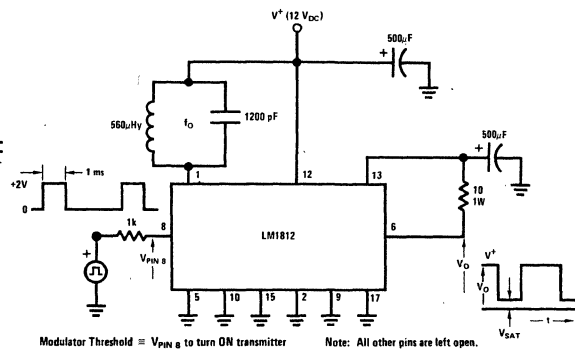 V⁺ (12 V_DC)
500µF
+
560µHy
f_O
1200 pF
500µF
+
+2V
1 ms
0
1
12
13
10
1W
1k
8
LM1812
6
+
V_PIN 8
V_O
V⁺
V_O
5
10
15
2
9
17
t
V_SAT
Modulator Threshold ≡ V_PIN 8 to turn ON transmitter
Note: All other pins are left open.